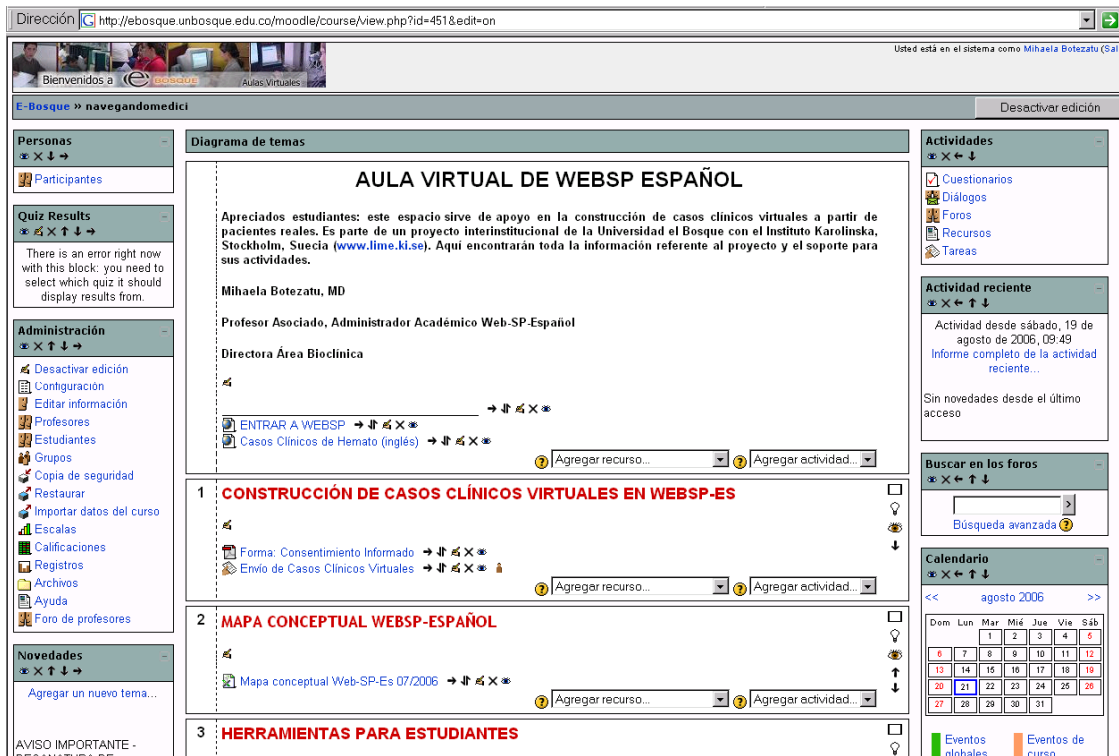 Dirección http://ebosque.unbosque.edu.co/moodle/course/view.php?id=451&edit=on
Bienvenidos a e BOSQUE Aulas Virtuales
Usted está en el sistema como Mihaela Botezatu (Sal
E-Bosque » navegandomedici
Desactivar edición
Personas
Participantes
Quiz Results
There is an error right now
with this block: you need to
select which quiz it should
display results from.
Administración
Desactivar edición
Configuración
Editar información
Profesores
Estudiantes
Grupos
Copia de seguridad
Restaurar
Importar datos del curso
Escalas
Calificaciones
Registros
Archivos
Ayuda
Foro de profesores
Novedades
Agregar un nuevo tema...
AVISO IMPORTANTE -
Diagrama de temas
AULA VIRTUAL DE WEBSP ESPAÑOL
Apreciados estudiantes: este espacio sirve de apoyo en la construcción de casos clínicos virtuales a partir de
pacientes reales. Es parte de un proyecto interinstitucional de la Universidad el Bosque con el Instituto Karolinska,
Stockholm, Suecia (www.lime.ki.se). Aquí encontrarán toda la información referente al proyecto y el soporte para
sus actividades.
Mihaela Botezatu, MD
Profesor Asociado, Administrador Académico Web-SP-Español
Directora Área Bioclínica
ENTRAR A WEBSP
Casos Clínicos de Hemato (inglés)
Agregar recurso... Agregar actividad...
1 CONSTRUCCIÓN DE CASOS CLÍNICOS VIRTUALES EN WEBSP-ES
Forma: Consentimiento Informado
Envío de Casos Clínicos Virtuales
Agregar recurso... Agregar actividad...
2 MAPA CONCEPTUAL WEBSP-ESPAÑOL
Mapa conceptual Web-SP-Es 07/2006
Agregar recurso... Agregar actividad...
3 HERRAMIENTAS PARA ESTUDIANTES
Actividades
Cuestionarios
Diálogos
Foros
Recursos
Tareas
Actividad reciente
Actividad desde sábado, 19 de
agosto de 2006, 09:49
Informe completo de la actividad
reciente...
Sin novedades desde el último
acceso
Buscar en los foros
>
Búsqueda avanzada
Calendario
<< agosto 2006 >>
Dom Lun Mar Mié Jue Vie Sáb
1 2 3 4 5
6 7 8 9 10 11 12
13 14 15 16 17 18 19
20 21 22 23 24 25 26
27 28 29 30 31
Eventos globales
Eventos de curso